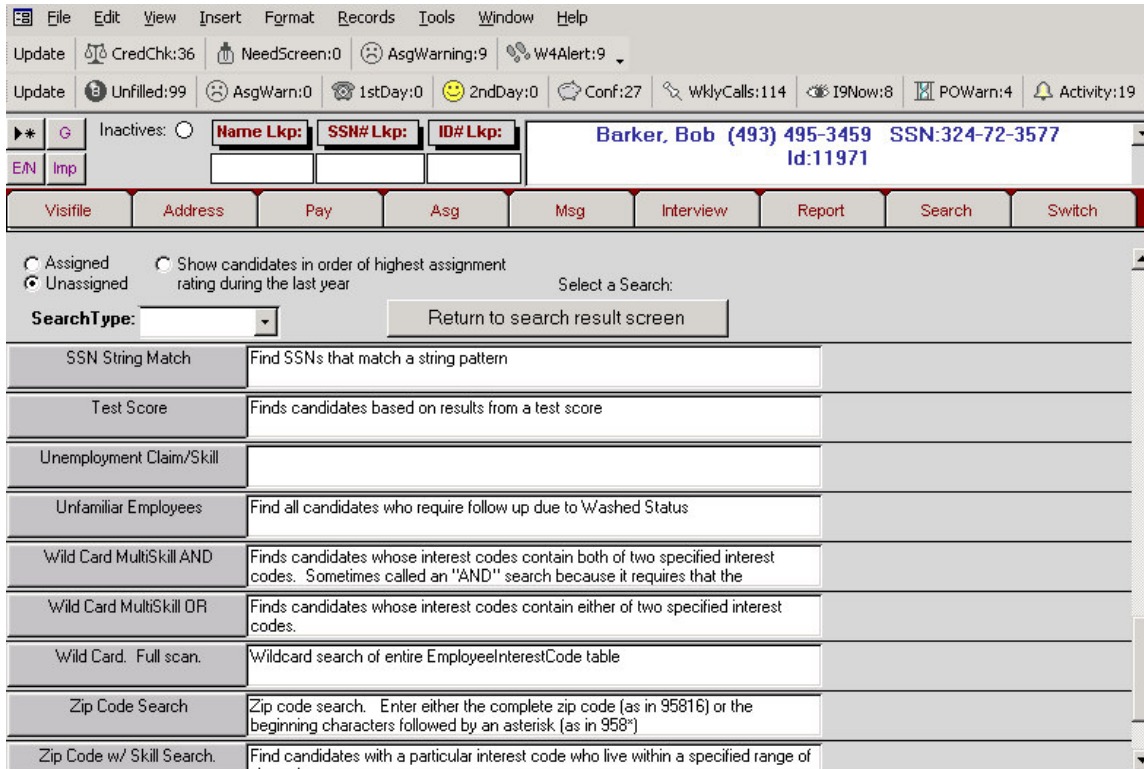 File Edit View Insert Format Records Tools Window Help
Update CredChk:36 NeedScreen:0 AsgWarning:9 W4Alert:9
Update Unfilled:99 AsgWarn:0 1stDay:0 2ndDay:0 Conf:27 WklyCalls:114 I9Now:8 POWarn:4 Activity:19
G Inactives: Name Lkp: SSN# Lkp: ID# Lkp: Barker, Bob (493) 495-3459 SSN:324-72-3577
E/N Imp Id:11971
Visifile Address Pay Asg Msg Interview Report Search Switch
Assigned Show candidates in order of highest assignment
Unassigned rating during the last year Select a Search:
SearchType: Return to search result screen
SSN String Match Find SSNs that match a string pattern
Test Score Finds candidates based on results from a test score
Unemployment Claim/Skill
Unfamiliar Employees Find all candidates who require follow up due to Washed Status
Wild Card MultiSkill AND Finds candidates whose interest codes contain both of two specified interest
codes. Sometimes called an "AND" search because it requires that the
Wild Card MultiSkill OR Finds candidates whose interest codes contain either of two specified interest
codes.
Wild Card. Full scan. Wildcard search of entire EmployeeInterestCode table
Zip Code Search Zip code search. Enter either the complete zip code (as in 95816) or the
beginning characters followed by an asterisk (as in 958*)
Zip Code w/ Skill Search. Find candidates with a particular interest code who live within a specified range of